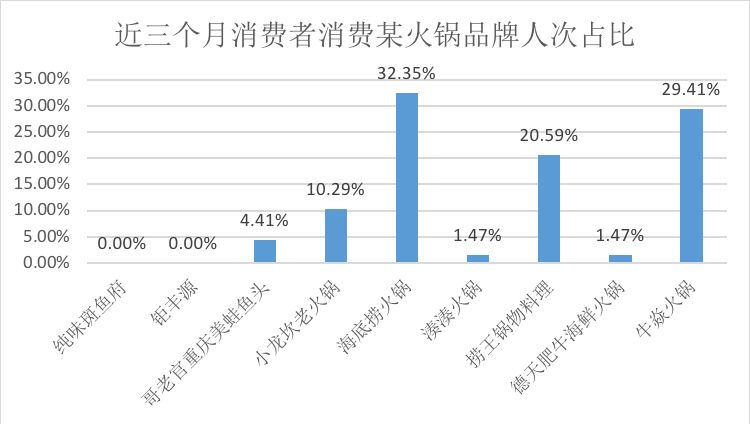 近三个月消费者消费某火锅品牌人次占比
35.00%
30.00%
25.00%
20.00%
15.00%
10.00%
5.00%
0.00%
0.00%
0.00%
4.41%
10.29%
32.35%
1.47%
20.59%
1.47%
29.41%
纯味斑鱼府
钜丰源
哥老官重庆美蛙鱼头
小龙坎老火锅
海底捞火锅
湊湊火锅
捞王锅物料理
德天肥牛海鲜火锅
牛焱火锅